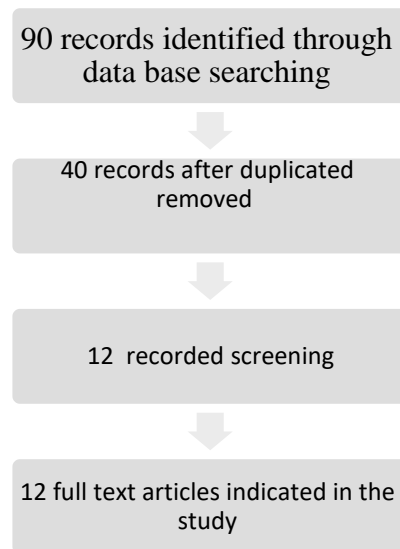 90 records identified through
data base searching
40 records after duplicated
removed
12 recorded screening
12 full text articles indicated in the
study